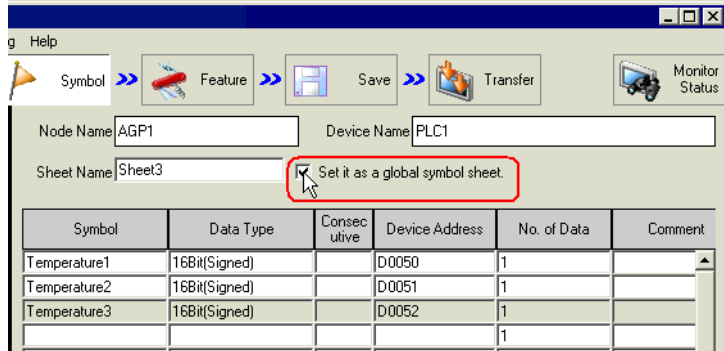 g Help
Symbol Feature Save Transfer Monitor Status
Node Name AGP1 Device Name PLC1
Sheet Name Sheet3 Set it as a global symbol sheet.
Symbol Data Type Consecutive Device Address No. of Data Comment
Temperature1 16Bit(Signed) D0050 1
Temperature2 16Bit(Signed) D0051 1
Temperature3 16Bit(Signed) D0052 1
1